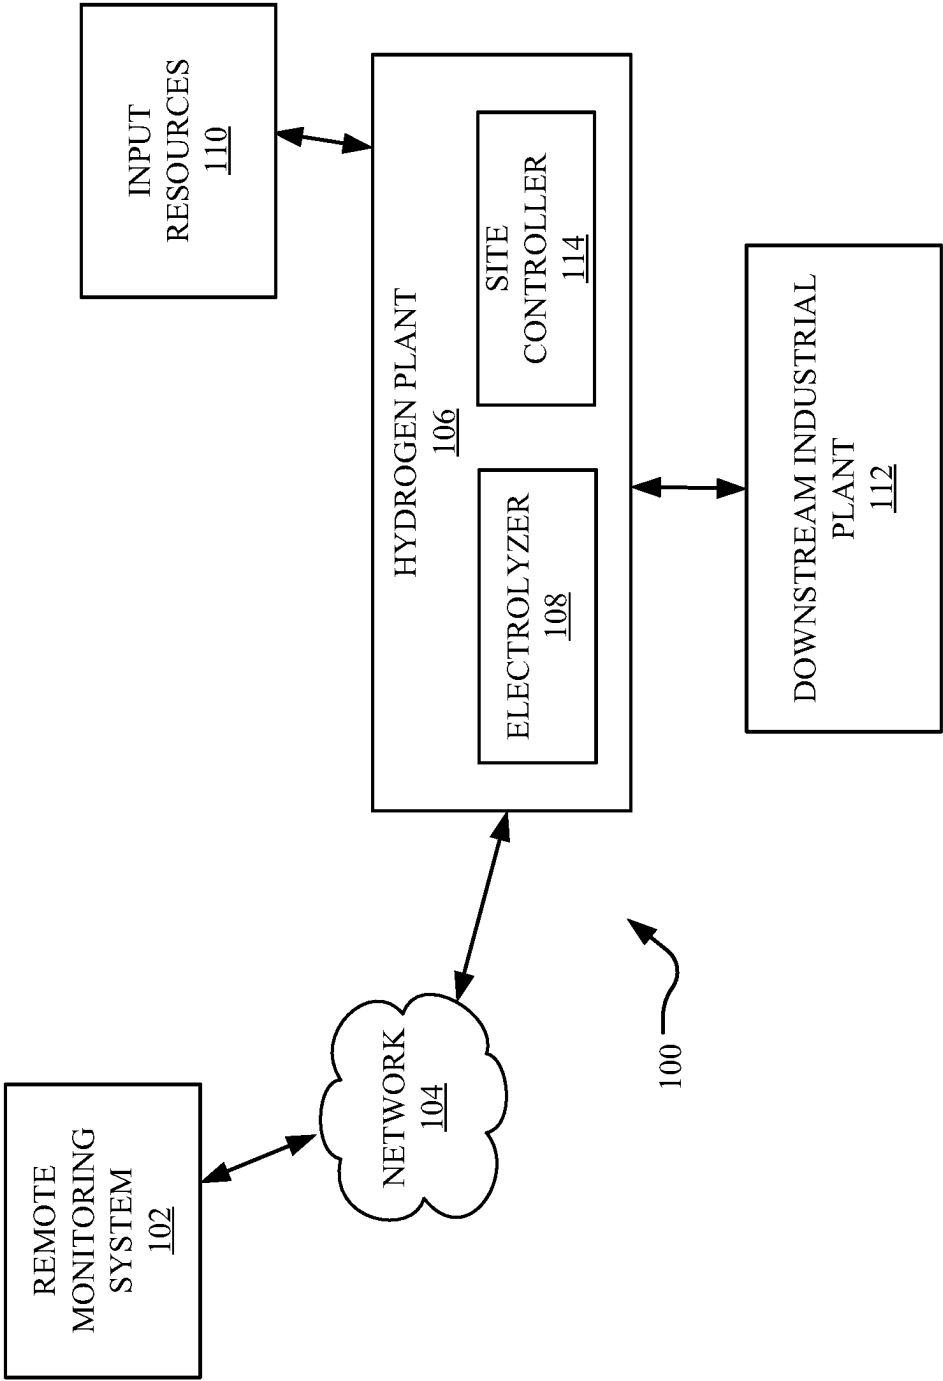 REMOTE
MONITORING
SYSTEM
102
NETWORK
104
HYDROGEN PLANT
106
ELECTROLYZER
108
SITE
CONTROLLER
114
INPUT
RESOURCES
110
DOWNSTREAM INDUSTRIAL
PLANT
112
100